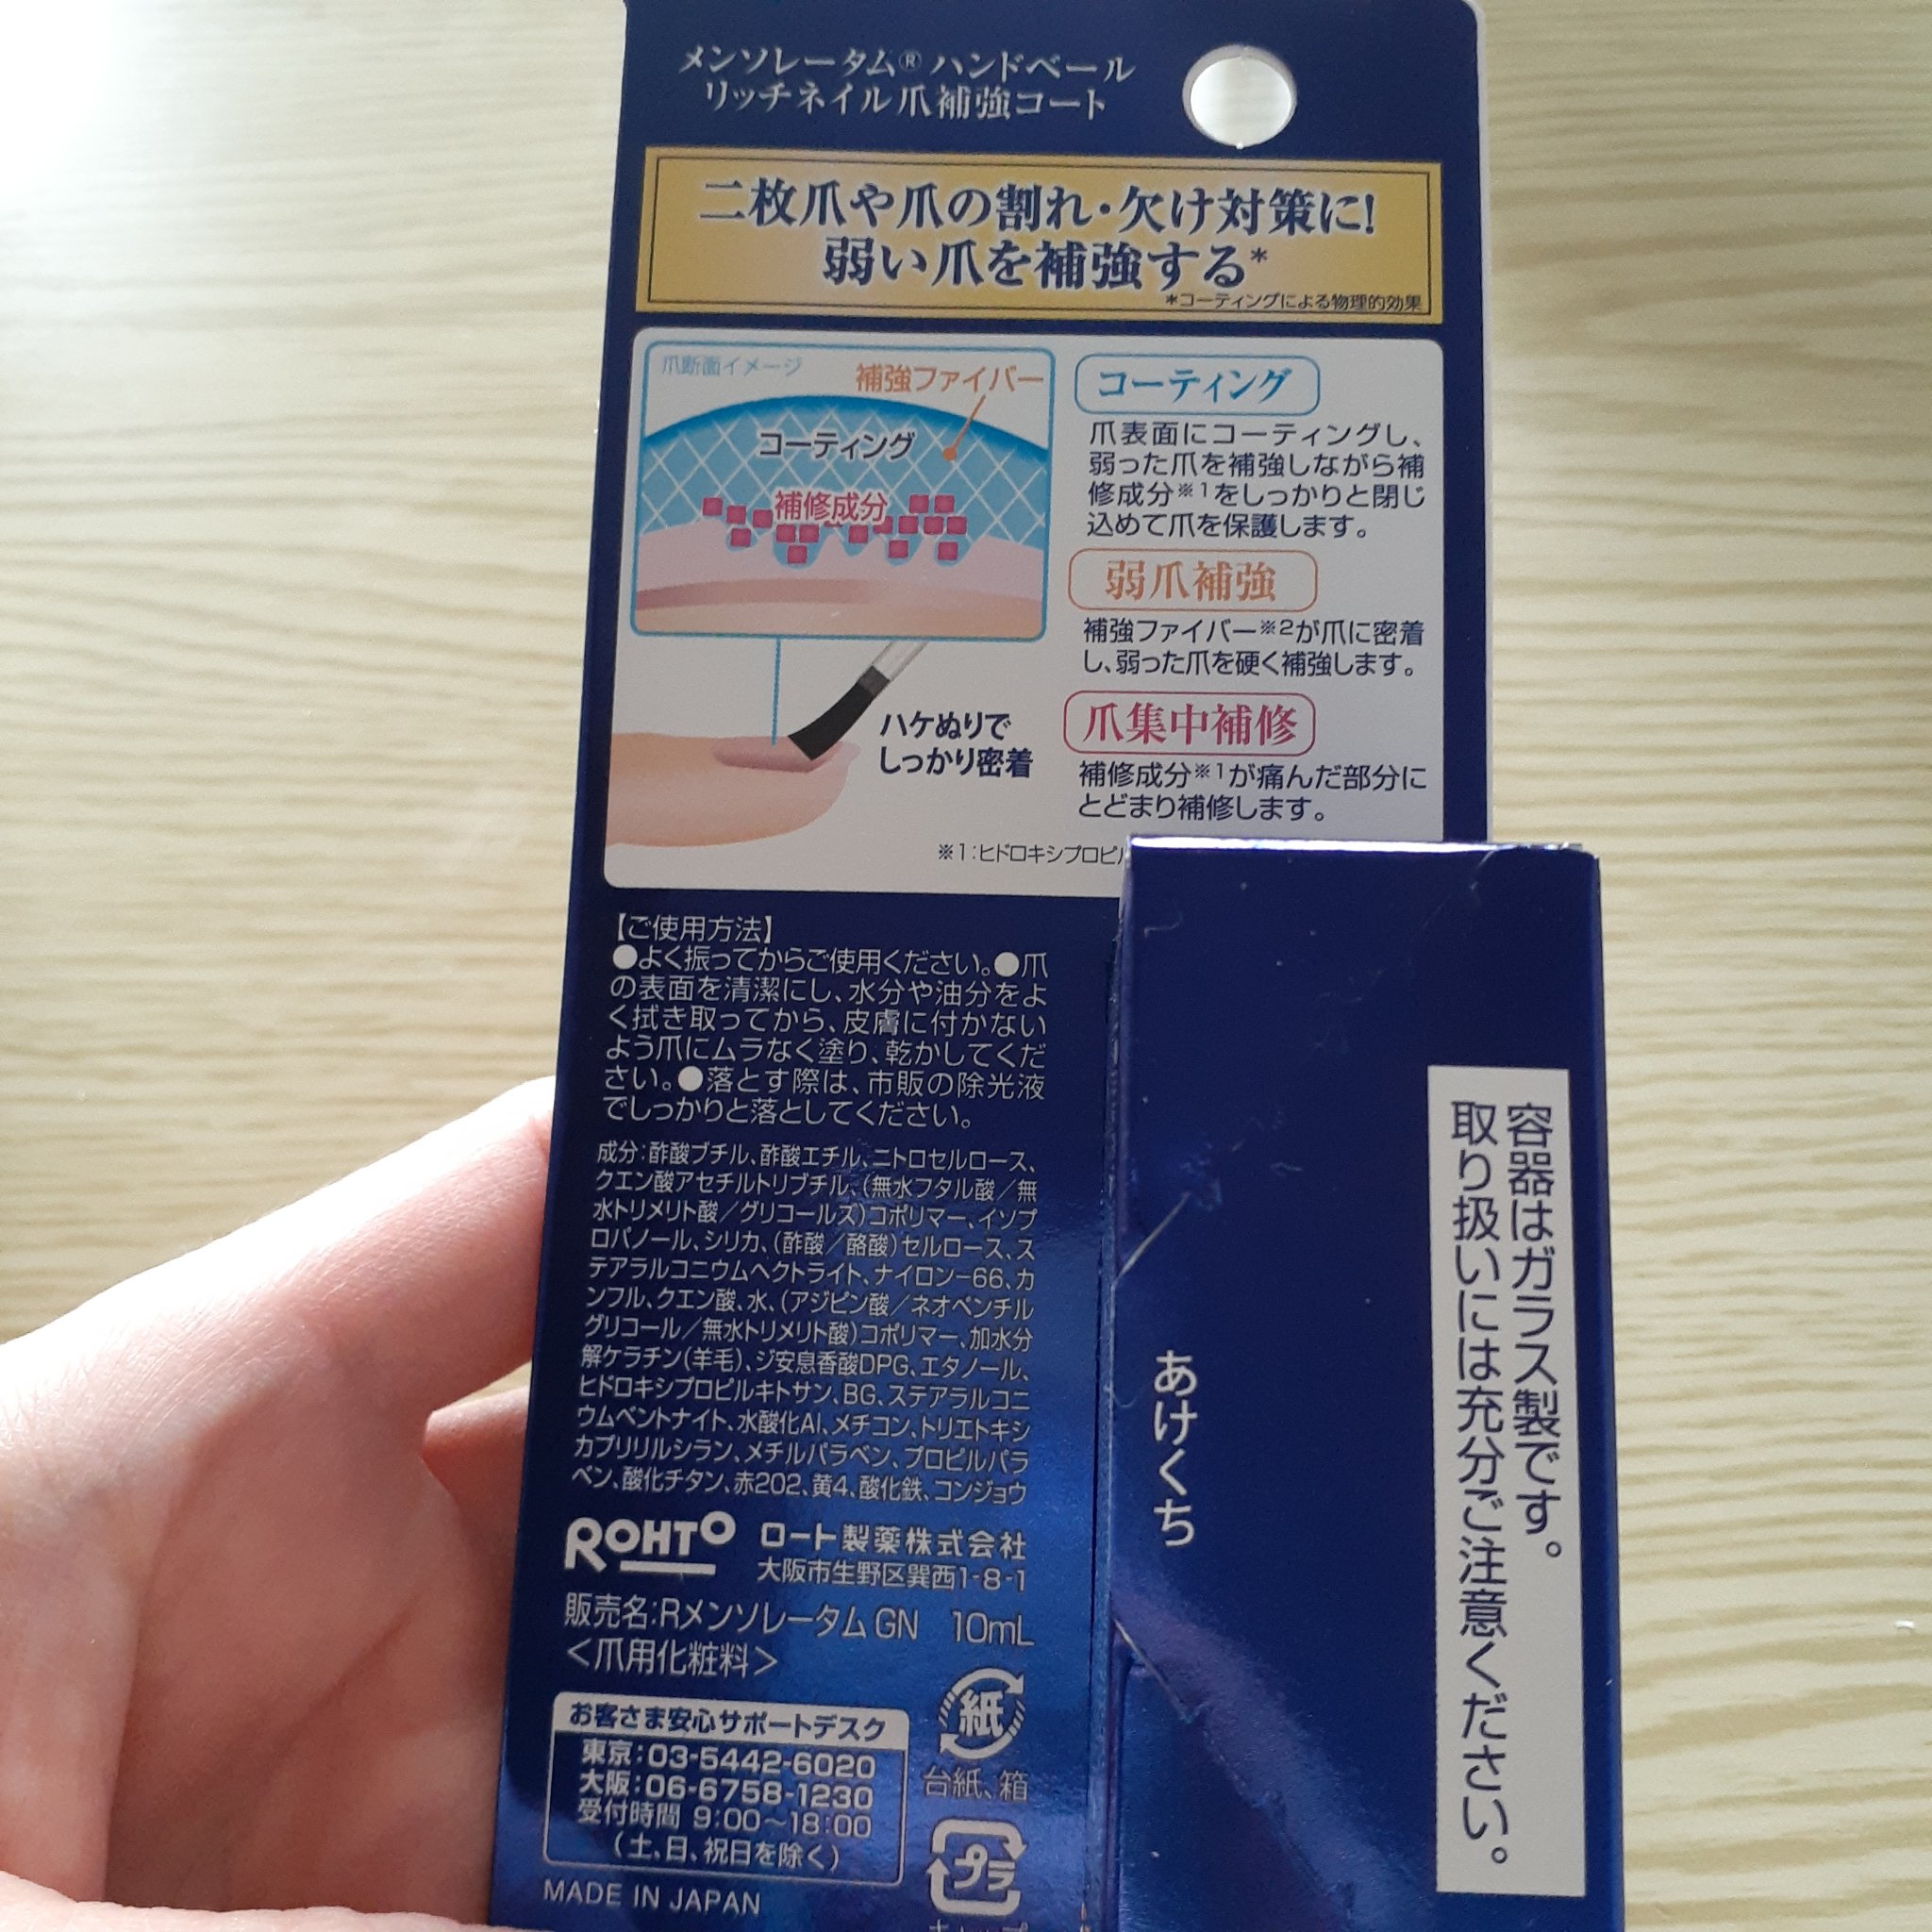 メンソレータム® ハンドベール
リッチネイル 爪補強コート
二枚爪や爪の割れ・欠け対策に!
弱い爪を補強する*
*コーティングによる物理的効果
爪断面イメージ
補強ファイバー
コーティング
補修成分
ハケぬりで
しっかり密着
コーティング
爪表面にコーティングし、
弱った爪を補強しながら補
修成分※1をしっかりと閉じ
込めて爪を保護します。
弱爪補強
補強ファイバー※2が爪に密着
し、弱った爪を硬く補強します。
爪集中補修
補修成分※1が痛んだ部分に
とどまり補修します。
※1:ヒドロキシプロピル
【ご使用方法】
●よく振ってからご使用ください。●爪
の表面を清潔にし、水分や油分をよ
く拭き取ってから、皮膚に付かない
よう爪にムラなく塗り、乾かしてくだ
さい。●落とす際は、市販の除光液
でしっかりと落としてください。
成分:酢酸ブチル、酢酸エチル、ニトロセルロース、
クエン酸アセチルトリブチル、(無水フタル酸/無
水トリメリト酸/グリコールズ)コポリマー、イソプ
ロパノール、シリカ、(酢酸/酪酸)セルロース、ス
テアラルコニウムヘクトライト、ナイロン-66、カ
ンフル、クエン酸、水、(アジピン酸/ネオペンチル
グリコール/無水トリメリト酸)コポリマー、加水分
解ケラチン(羊毛)、ジ安息香酸DPG、エタノール、
ヒドロキシプロピルキトサン、BG、ステアラルコニ
ウムベントナイト、水酸化Al、メチコン、トリエトキシ
カプリリルシラン、メチルパラベン、プロピルパラ
ベン、酸化チタン、赤202、黄4、酸化鉄、コンジョウ
ROHTO ロート製薬株式会社
大阪市生野区巽西1-8-1
販売名:RメンソレータムGN 10mL
<爪用化粧料>
お客さま安心サポートデスク
東京:03-5442-6020
大阪:06-6758-1230
受付時間 9:00~18:00
(土、日、祝日を除く)
MADE IN JAPAN
紙
台紙、箱
プラ
あけくち
容器はガラス製です。
取り扱いには充分ご注意ください。